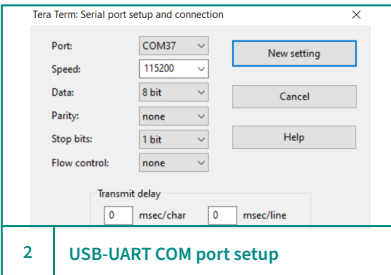 Tera Term: Serial port setup and connection
Port: COM37 New setting
Speed: 115200
Data: 8 bit Cancel
Parity: none
Stop bits: 1 bit Help
Flow control: none
Transmit delay
0 msec/char 0 msec/line
2 USB-UART COM port setup